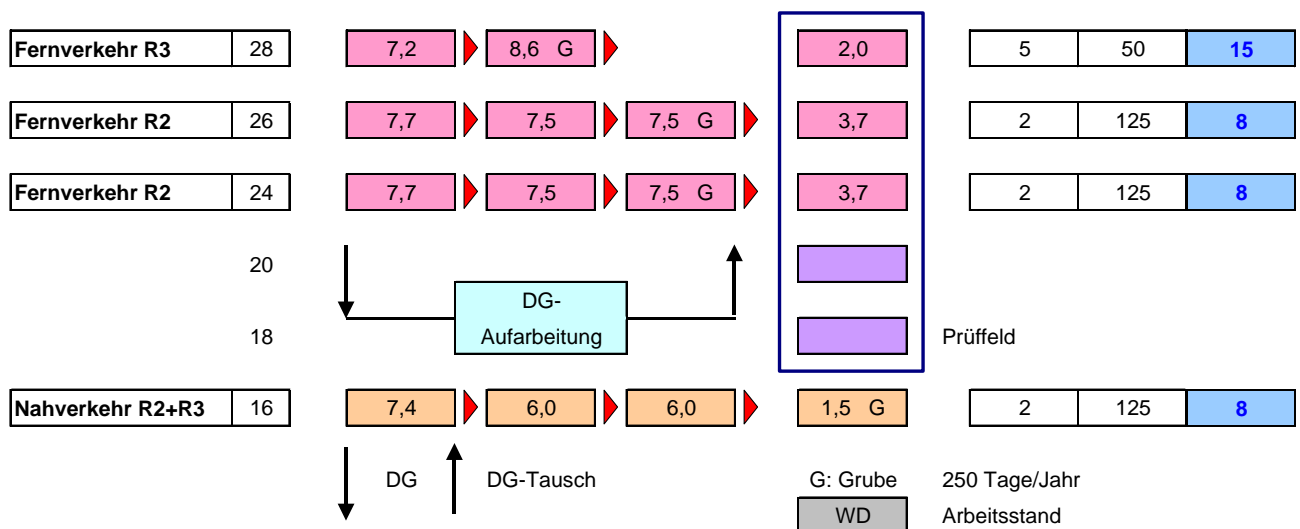 Fernverkehr R3 28 7,2 8,6 G 2,0 5 50 15
Fernverkehr R2 26 7,7 7,5 7,5 G 3,7 2 125 8
Fernverkehr R2 24 7,7 7,5 7,5 G 3,7 2 125 8
20
DG-
Aufarbeitung
18 Prüffeld
Nahverkehr R2+R3 16 7,4 6,0 6,0 1,5 G 2 125 8
DG DG-Tausch G: Grube 250 Tage/Jahr
WD Arbeitsstand